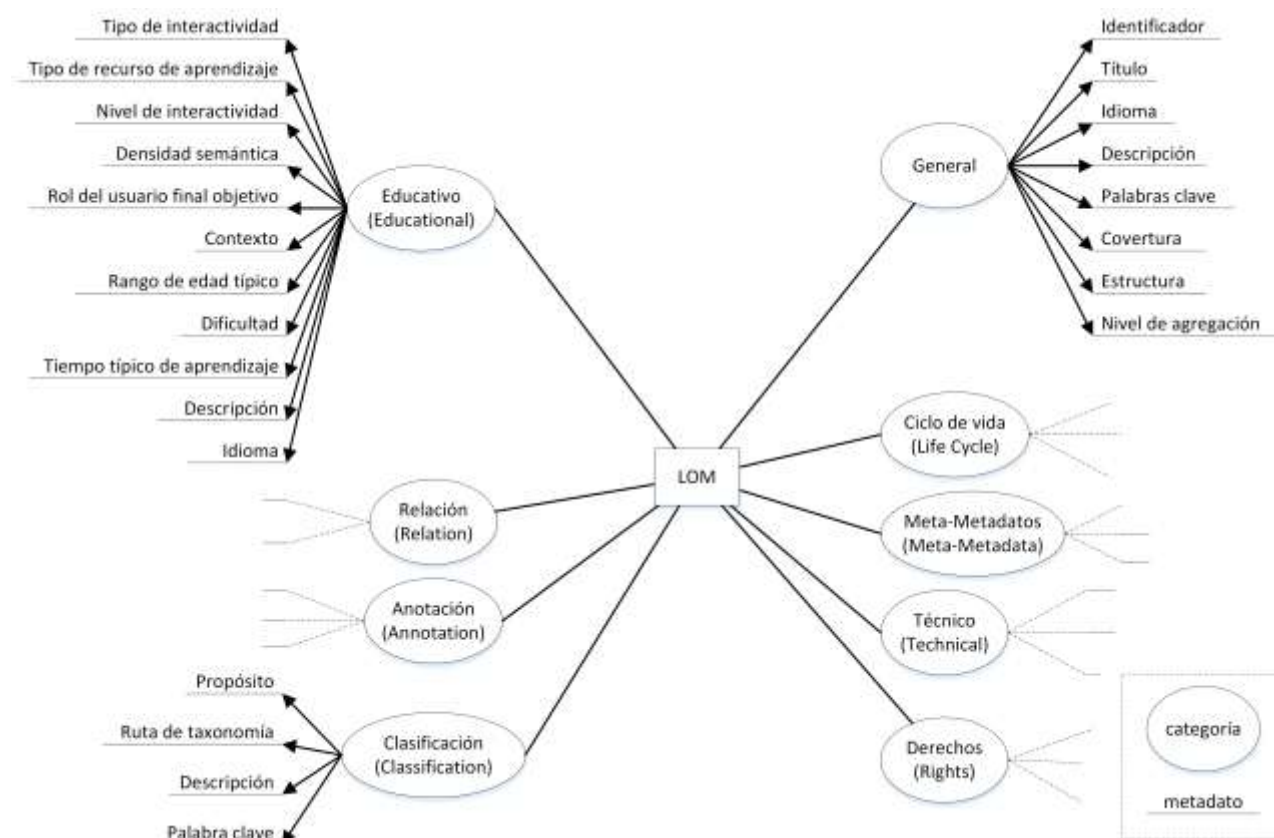 Tipo de interactividad
Tipo de recurso de aprendizaje
Nivel de interactividad
Densidad semántica
Rol del usuario final objetivo
Contexto
Rango de edad típico
Dificultad
Tiempo típico de aprendizaje
Descripción
Idioma
Educativo
(Educational)
General
Identificador
Título
Idioma
Descripción
Palabras clave
Covertura
Estructura
Nivel de agregación
LOM
Relación
(Relation)
Anotación
(Annotation)
Clasificación
(Classification)
Propósito
Ruta de taxonomía
Descripción
Palabra clave
Ciclo de vida
(Life Cycle)
Meta-Metadatos
(Meta-Metadata)
Técnico
(Technical)
Derechos
(Rights)
categoría
metadato